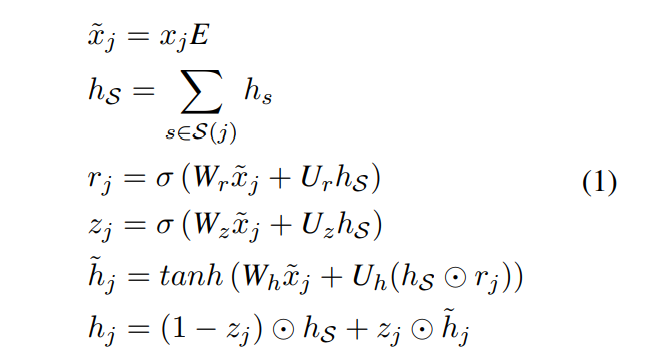 x̃_j = x_j E
h_𝒮 = ∑_{s∈𝒮(j)} h_s
r_j = σ (W_r x̃_j + U_r h_𝒮)
(1)
z_j = σ (W_z x̃_j + U_z h_𝒮)
h̃_j = tanh (W_h x̃_j + U_h(h_𝒮 ⊙ r_j))
h_j = (1 − z_j) ⊙ h_𝒮 + z_j ⊙ h̃_j